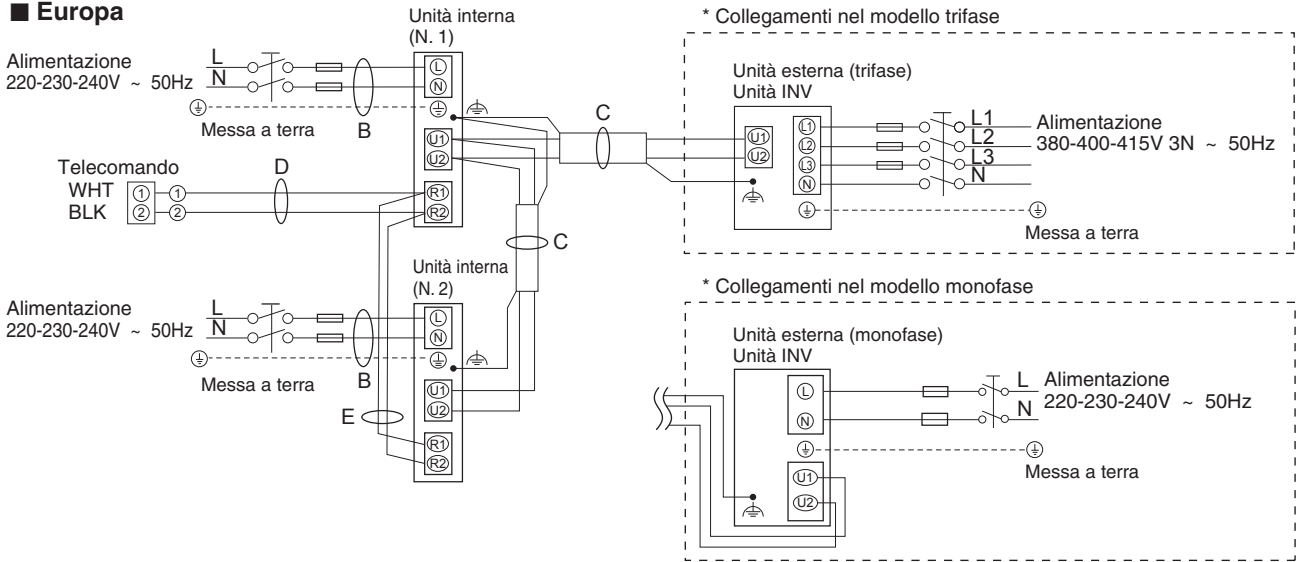 ■ Europa
Unità interna
(N. 1)
Alimentazione
220-230-240V ~ 50Hz
L
N
Messa a terra
B
L
N
U1
U2
R1
R2
Telecomando
WHT
BLK
1
2
1
2
D
C
C
Unità interna
(N. 2)
Alimentazione
220-230-240V ~ 50Hz
L
N
Messa a terra
B
E
L
N
U1
U2
R1
R2
* Collegamenti nel modello trifase
Unità esterna (trifase)
Unità INV
U1
U2
L1
L2
L3
N
L1
L2
L3
N
Alimentazione
380-400-415V 3N ~ 50Hz
Messa a terra
* Collegamenti nel modello monofase
Unità esterna (monofase)
Unità INV
L
N
U1
U2
L
N
Alimentazione
220-230-240V ~ 50Hz
Messa a terra